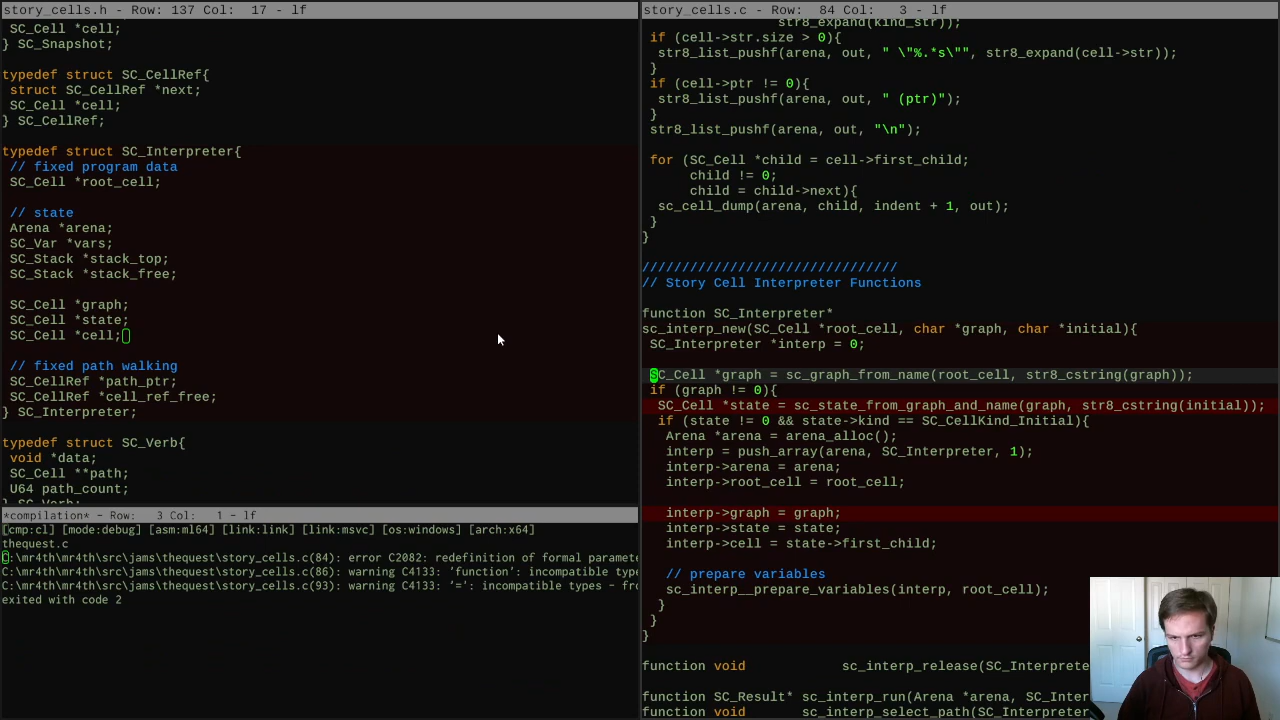 story_cells.h - Row: 137 Col:  17 - lf
SC_Cell *cell;
} SC_Snapshot;
typedef struct SC_CellRef{
struct SC_CellRef *next;
SC_Cell *cell;
} SC_CellRef;
typedef struct SC_Interpreter{
// fixed program data
SC_Cell *root_cell;
// state
Arena *arena;
SC_Var *vars;
SC_Stack *stack_top;
SC_Stack *stack_free;
SC_Cell *graph;
SC_Cell *state;
SC_Cell *cell;
// fixed path walking
SC_CellRef *path_ptr;
SC_CellRef *cell_ref_free;
} SC_Interpreter;
typedef struct SC_Verb{
void *data;
SC_Cell **path;
U64 path_count;
} SC_Verb;
*compilation* - Row:   3 Col:   1 - lf
[cmp:cl] [mode:debug] [asm:ml64] [link:link] [link:msvc] [os:windows] [arch:x64]
thequest.c
C:\mr4th\mr4th\src\jams\thequest\story_cells.c(84): error C2082: redefinition of formal paramete
C:\mr4th\mr4th\src\jams\thequest\story_cells.c(86): warning C4133: 'function': incompatible type
C:\mr4th\mr4th\src\jams\thequest\story_cells.c(93): warning C4133: '=': incompatible types - fro
exited with code 2
story_cells.c - Row:  84 Col:   3 - lf
str8_expand(kind_str));
if (cell->str.size > 0){
str8_list_pushf(arena, out, " \"%.*s\"", str8_expand(cell->str));
}
if (cell->ptr != 0){
str8_list_pushf(arena, out, " (ptr)");
}
str8_list_pushf(arena, out, "\n");
for (SC_Cell *child = cell->first_child;
child != 0;
child = child->next){
sc_cell_dump(arena, child, indent + 1, out);
}
}
////////////////////////////////
// Story Cell Interpreter Functions
function SC_Interpreter*
sc_interp_new(SC_Cell *root_cell, char *graph, char *initial){
SC_Interpreter *interp = 0;
SC_Cell *graph = sc_graph_from_name(root_cell, str8_cstring(graph));
if (graph != 0){
SC_Cell *state = sc_state_from_graph_and_name(graph, str8_cstring(initial));
if (state != 0 && state->kind == SC_CellKind_Initial){
Arena *arena = arena_alloc();
interp = push_array(arena, SC_Interpreter, 1);
interp->arena = arena;
interp->root_cell = root_cell;
interp->graph = graph;
interp->state = state;
interp->cell = state->first_child;
// prepare variables
sc_interp__prepare_variables(interp, root_cell);
}
}
}
function void          sc_interp_release(SC_Interprete
function SC_Result* sc_interp_run(Arena *arena, SC_Inter
function void       sc_interp_select_path(SC_Interpreter